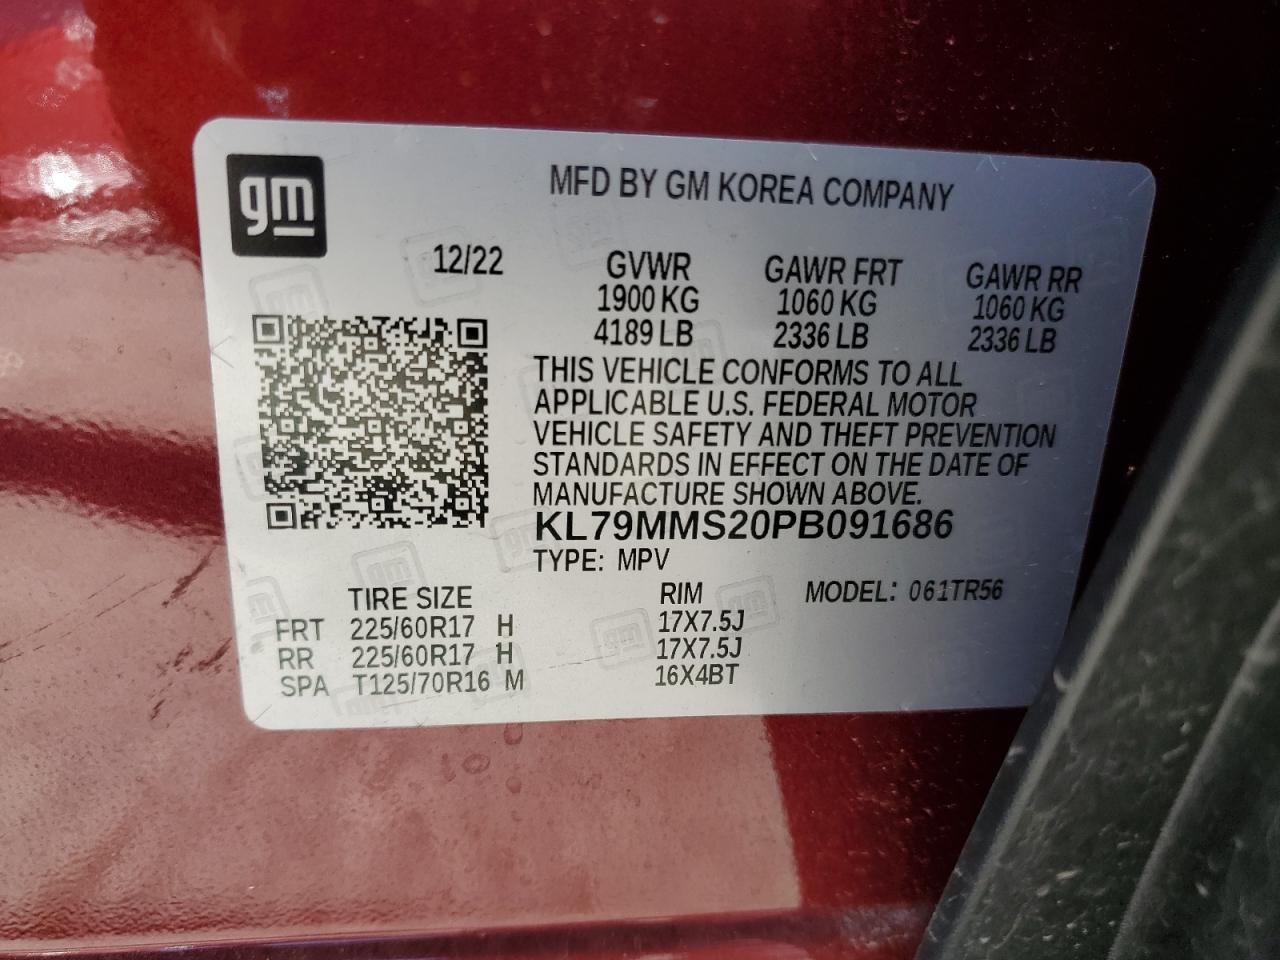 gm
MFD BY GM KOREA COMPANY
12/22
GVWR GAWR FRT GAWR RR
1900 KG 1060 KG 1060 KG
4189 LB 2336 LB 2336 LB
THIS VEHICLE CONFORMS TO ALL
APPLICABLE U.S. FEDERAL MOTOR
VEHICLE SAFETY AND THEFT PREVENTION
STANDARDS IN EFFECT ON THE DATE OF
MANUFACTURE SHOWN ABOVE.
KL79MMS20PB091686
TYPE: MPV
TIRE SIZE RIM MODEL: 061TR56
FRT 225/60R17 H 17X7.5J
RR 225/60R17 H 17X7.5J
SPA T125/70R16 M 16X4BT